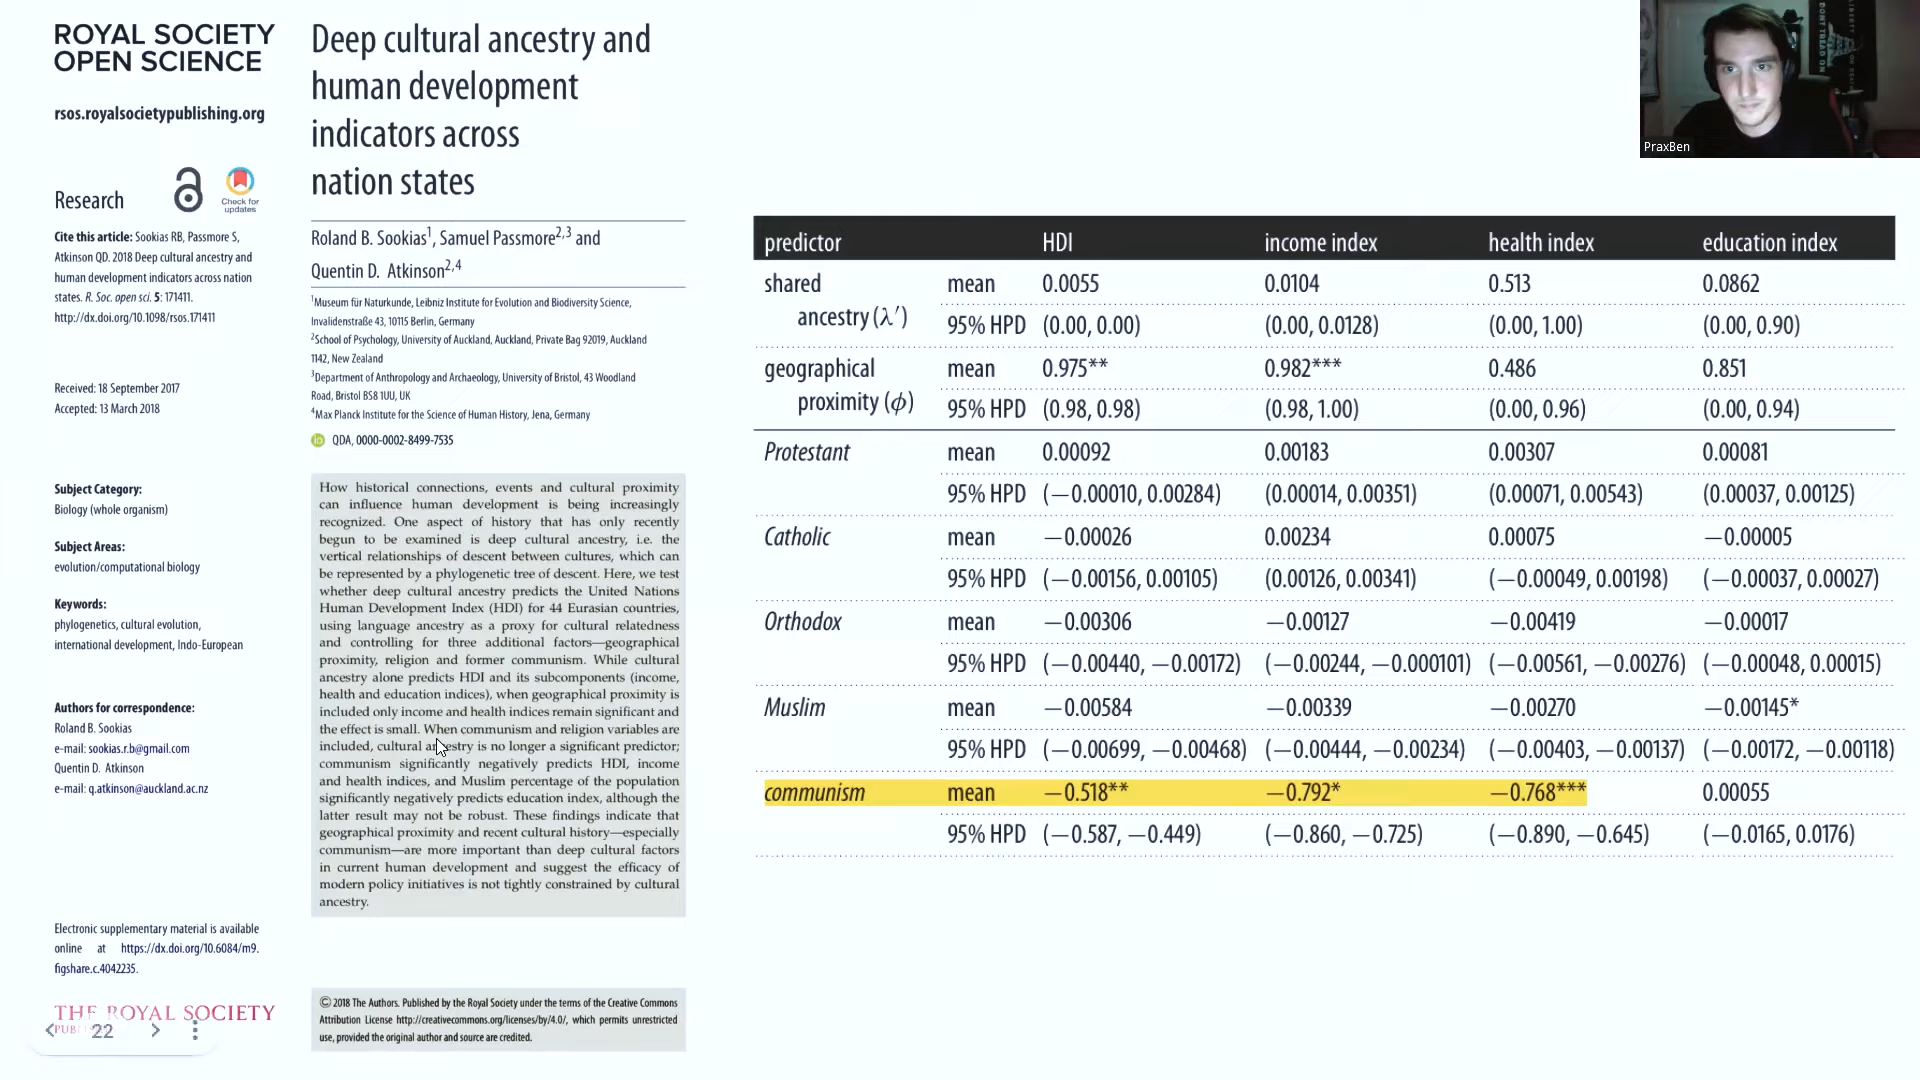 ROYAL SOCIETY
OPEN SCIENCE
rsos.royalsocietypublishing.org
Research
Check for
updates
Cite this article: Sookias RB, Passmore S,
Atkinson QD. 2018 Deep cultural ancestry and
human development indicators across nation
states. R. Soc. open sci. 5: 171411.
http://dx.doi.org/10.1098/rsos.171411
Received: 18 September 2017
Accepted: 13 March 2018
Subject Category:
Biology (whole organism)
Subject Areas:
evolution/computational biology
Keywords:
phylogenetics, cultural evolution,
international development, Indo-European
Authors for correspondence:
Roland B. Sookias
e-mail: sookias.r.b@gmail.com
Quentin D. Atkinson
e-mail: q.atkinson@auckland.ac.nz
Electronic supplementary material is available
online at https://dx.doi.org/10.6084/m9.
figshare.c.4042235.
THE ROYAL SOCIETY
22
Deep cultural ancestry and
human development
indicators across
nation states
Roland B. Sookias1, Samuel Passmore2,3 and
Quentin D. Atkinson2,4
1Museum für Naturkunde, Leibniz Institute for Evolution and Biodiversity Science,
Invalidenstraße 43, 10115 Berlin, Germany
2School of Psychology, University of Auckland, Auckland, Private Bag 92019, Auckland
1142, New Zealand
3Department of Anthropology and Archaeology, University of Bristol, 43 Woodland
Road, Bristol BS8 1UU, UK
4Max Planck Institute for the Science of Human History, Jena, Germany
iD QDA, 0000-0002-8499-7535
How historical connections, events and cultural proximity
can influence human development is being increasingly
recognized. One aspect of history that has only recently
begun to be examined is deep cultural ancestry, i.e. the
vertical relationships of descent between cultures, which can
be represented by a phylogenetic tree of descent. Here, we test
whether deep cultural ancestry predicts the United Nations
Human Development Index (HDI) for 44 Eurasian countries,
using language ancestry as a proxy for cultural relatedness
and controlling for three additional factors—geographical
proximity, religion and former communism. While cultural
ancestry alone predicts HDI and its subcomponents (income,
health and education indices), when geographical proximity is
included only income and health indices remain significant and
the effect is small. When communism and religion variables are
included, cultural ancestry is no longer a significant predictor;
communism significantly negatively predicts HDI, income
and health indices, and Muslim percentage of the population
significantly negatively predicts education index, although the
latter result may not be robust. These findings indicate that
geographical proximity and recent cultural history—especially
communism—are more important than deep cultural factors
in current human development and suggest the efficacy of
modern policy initiatives is not tightly constrained by cultural
ancestry.
© 2018 The Authors. Published by the Royal Society under the terms of the Creative Commons
Attribution License http://creativecommons.org/licenses/by/4.0/, which permits unrestricted
use, provided the original author and source are credited.
PraxBen
predictor HDI income index health index education index
shared mean 0.0055 0.0104 0.513 0.0862
ancestry (λ′) 95% HPD (0.00, 0.00) (0.00, 0.0128) (0.00, 1.00) (0.00, 0.90)
geographical mean 0.975** 0.982*** 0.486 0.851
proximity (ϕ) 95% HPD (0.98, 0.98) (0.98, 1.00) (0.00, 0.96) (0.00, 0.94)
Protestant mean 0.00092 0.00183 0.00307 0.00081
95% HPD (−0.00010, 0.00284) (0.00014, 0.00351) (0.00071, 0.00543) (0.00037, 0.00125)
Catholic mean −0.00026 0.00234 0.00075 −0.00005
95% HPD (−0.00156, 0.00105) (0.00126, 0.00341) (−0.00049, 0.00198) (−0.00037, 0.00027)
Orthodox mean −0.00306 −0.00127 −0.00419 −0.00017
95% HPD (−0.00440, −0.00172) (−0.00244, −0.000101) (−0.00561, −0.00276) (−0.00048, 0.00015)
Muslim mean −0.00584 −0.00339 −0.00270 −0.00145*
95% HPD (−0.00699, −0.00468) (−0.00444, −0.00234) (−0.00403, −0.00137) (−0.00172, −0.00118)
communism mean −0.518** −0.792* −0.768*** 0.00055
95% HPD (−0.587, −0.449) (−0.860, −0.725) (−0.890, −0.645) (−0.0165, 0.0176)